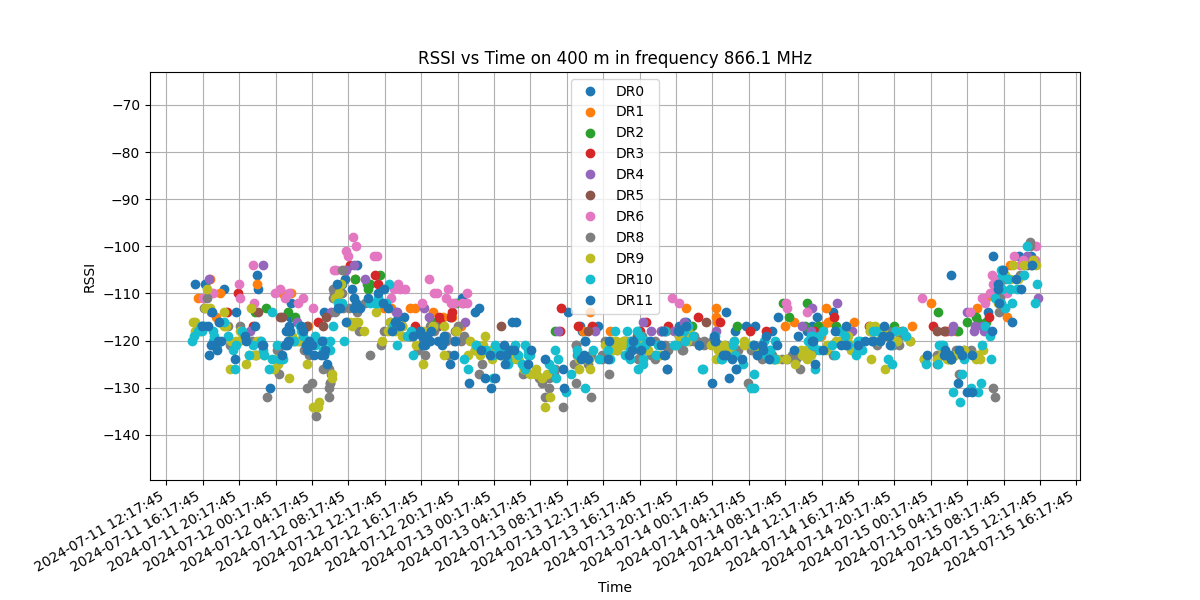 RSSI vs Time on 400 m in frequency 866.1 MHz
RSSI
−70
−80
−90
−100
−110
−120
−130
−140
DR0
DR1
DR2
DR3
DR4
DR5
DR6
DR8
DR9
DR10
DR11
2024-07-11 12:17:45
2024-07-11 16:17:45
2024-07-11 20:17:45
2024-07-12 00:17:45
2024-07-12 04:17:45
2024-07-12 08:17:45
2024-07-12 12:17:45
2024-07-12 16:17:45
2024-07-12 20:17:45
2024-07-13 00:17:45
2024-07-13 04:17:45
2024-07-13 08:17:45
2024-07-13 12:17:45
2024-07-13 16:17:45
2024-07-13 20:17:45
2024-07-14 00:17:45
2024-07-14 04:17:45
2024-07-14 08:17:45
2024-07-14 12:17:45
2024-07-14 16:17:45
2024-07-14 20:17:45
2024-07-15 00:17:45
2024-07-15 04:17:45
2024-07-15 08:17:45
2024-07-15 12:17:45
2024-07-15 16:17:45
Time